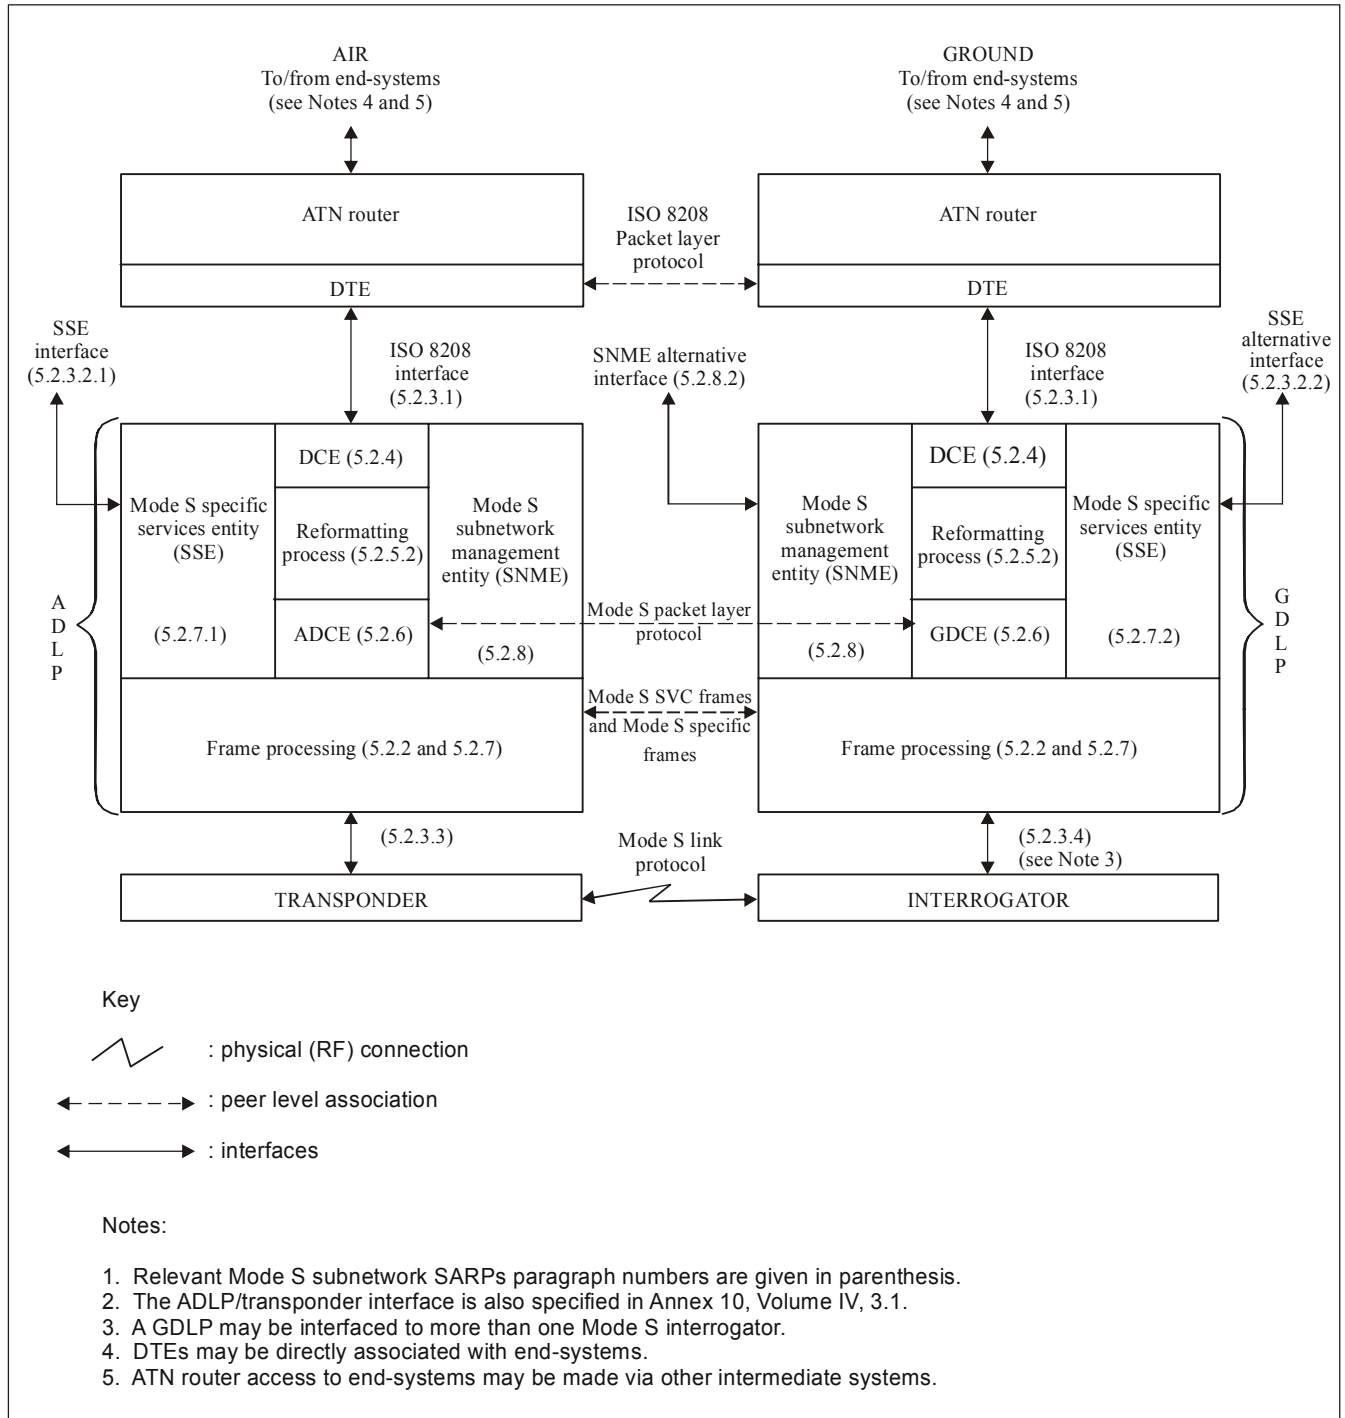 AIR
To/from end-systems
(see Notes 4 and 5)
GROUND
To/from end-systems
(see Notes 4 and 5)
ATN router
DTE
ISO 8208
Packet layer
protocol
ATN router
DTE
SSE
interface
(5.2.3.2.1)
ISO 8208
interface
(5.2.3.1)
SNME alternative
interface (5.2.8.2)
ISO 8208
interface
(5.2.3.1)
SSE
alternative
interface
(5.2.3.2.2)
A
D
L
P
Mode S specific
services entity
(SSE)
(5.2.7.1)
DCE (5.2.4)
Reformatting
process (5.2.5.2)
ADCE (5.2.6)
Mode S
subnetwork
management
entity (SNME)
(5.2.8)
Frame processing (5.2.2 and 5.2.7)
Mode S packet layer
protocol
Mode S SVC frames
and Mode S specific
frames
Mode S
subnetwork
management
entity (SNME)
(5.2.8)
DCE (5.2.4)
Reformatting
process (5.2.5.2)
GDCE (5.2.6)
Mode S specific
services entity
(SSE)
(5.2.7.2)
Frame processing (5.2.2 and 5.2.7)
G
D
L
P
(5.2.3.3)
Mode S link
protocol
(5.2.3.4)
(see Note 3)
TRANSPONDER
INTERROGATOR
Key
: physical (RF) connection
: peer level association
: interfaces
Notes:
1. Relevant Mode S subnetwork SARPs paragraph numbers are given in parenthesis.
2. The ADLP/transponder interface is also specified in Annex 10, Volume IV, 3.1.
3. A GDLP may be interfaced to more than one Mode S interrogator.
4. DTEs may be directly associated with end-systems.
5. ATN router access to end-systems may be made via other intermediate systems.